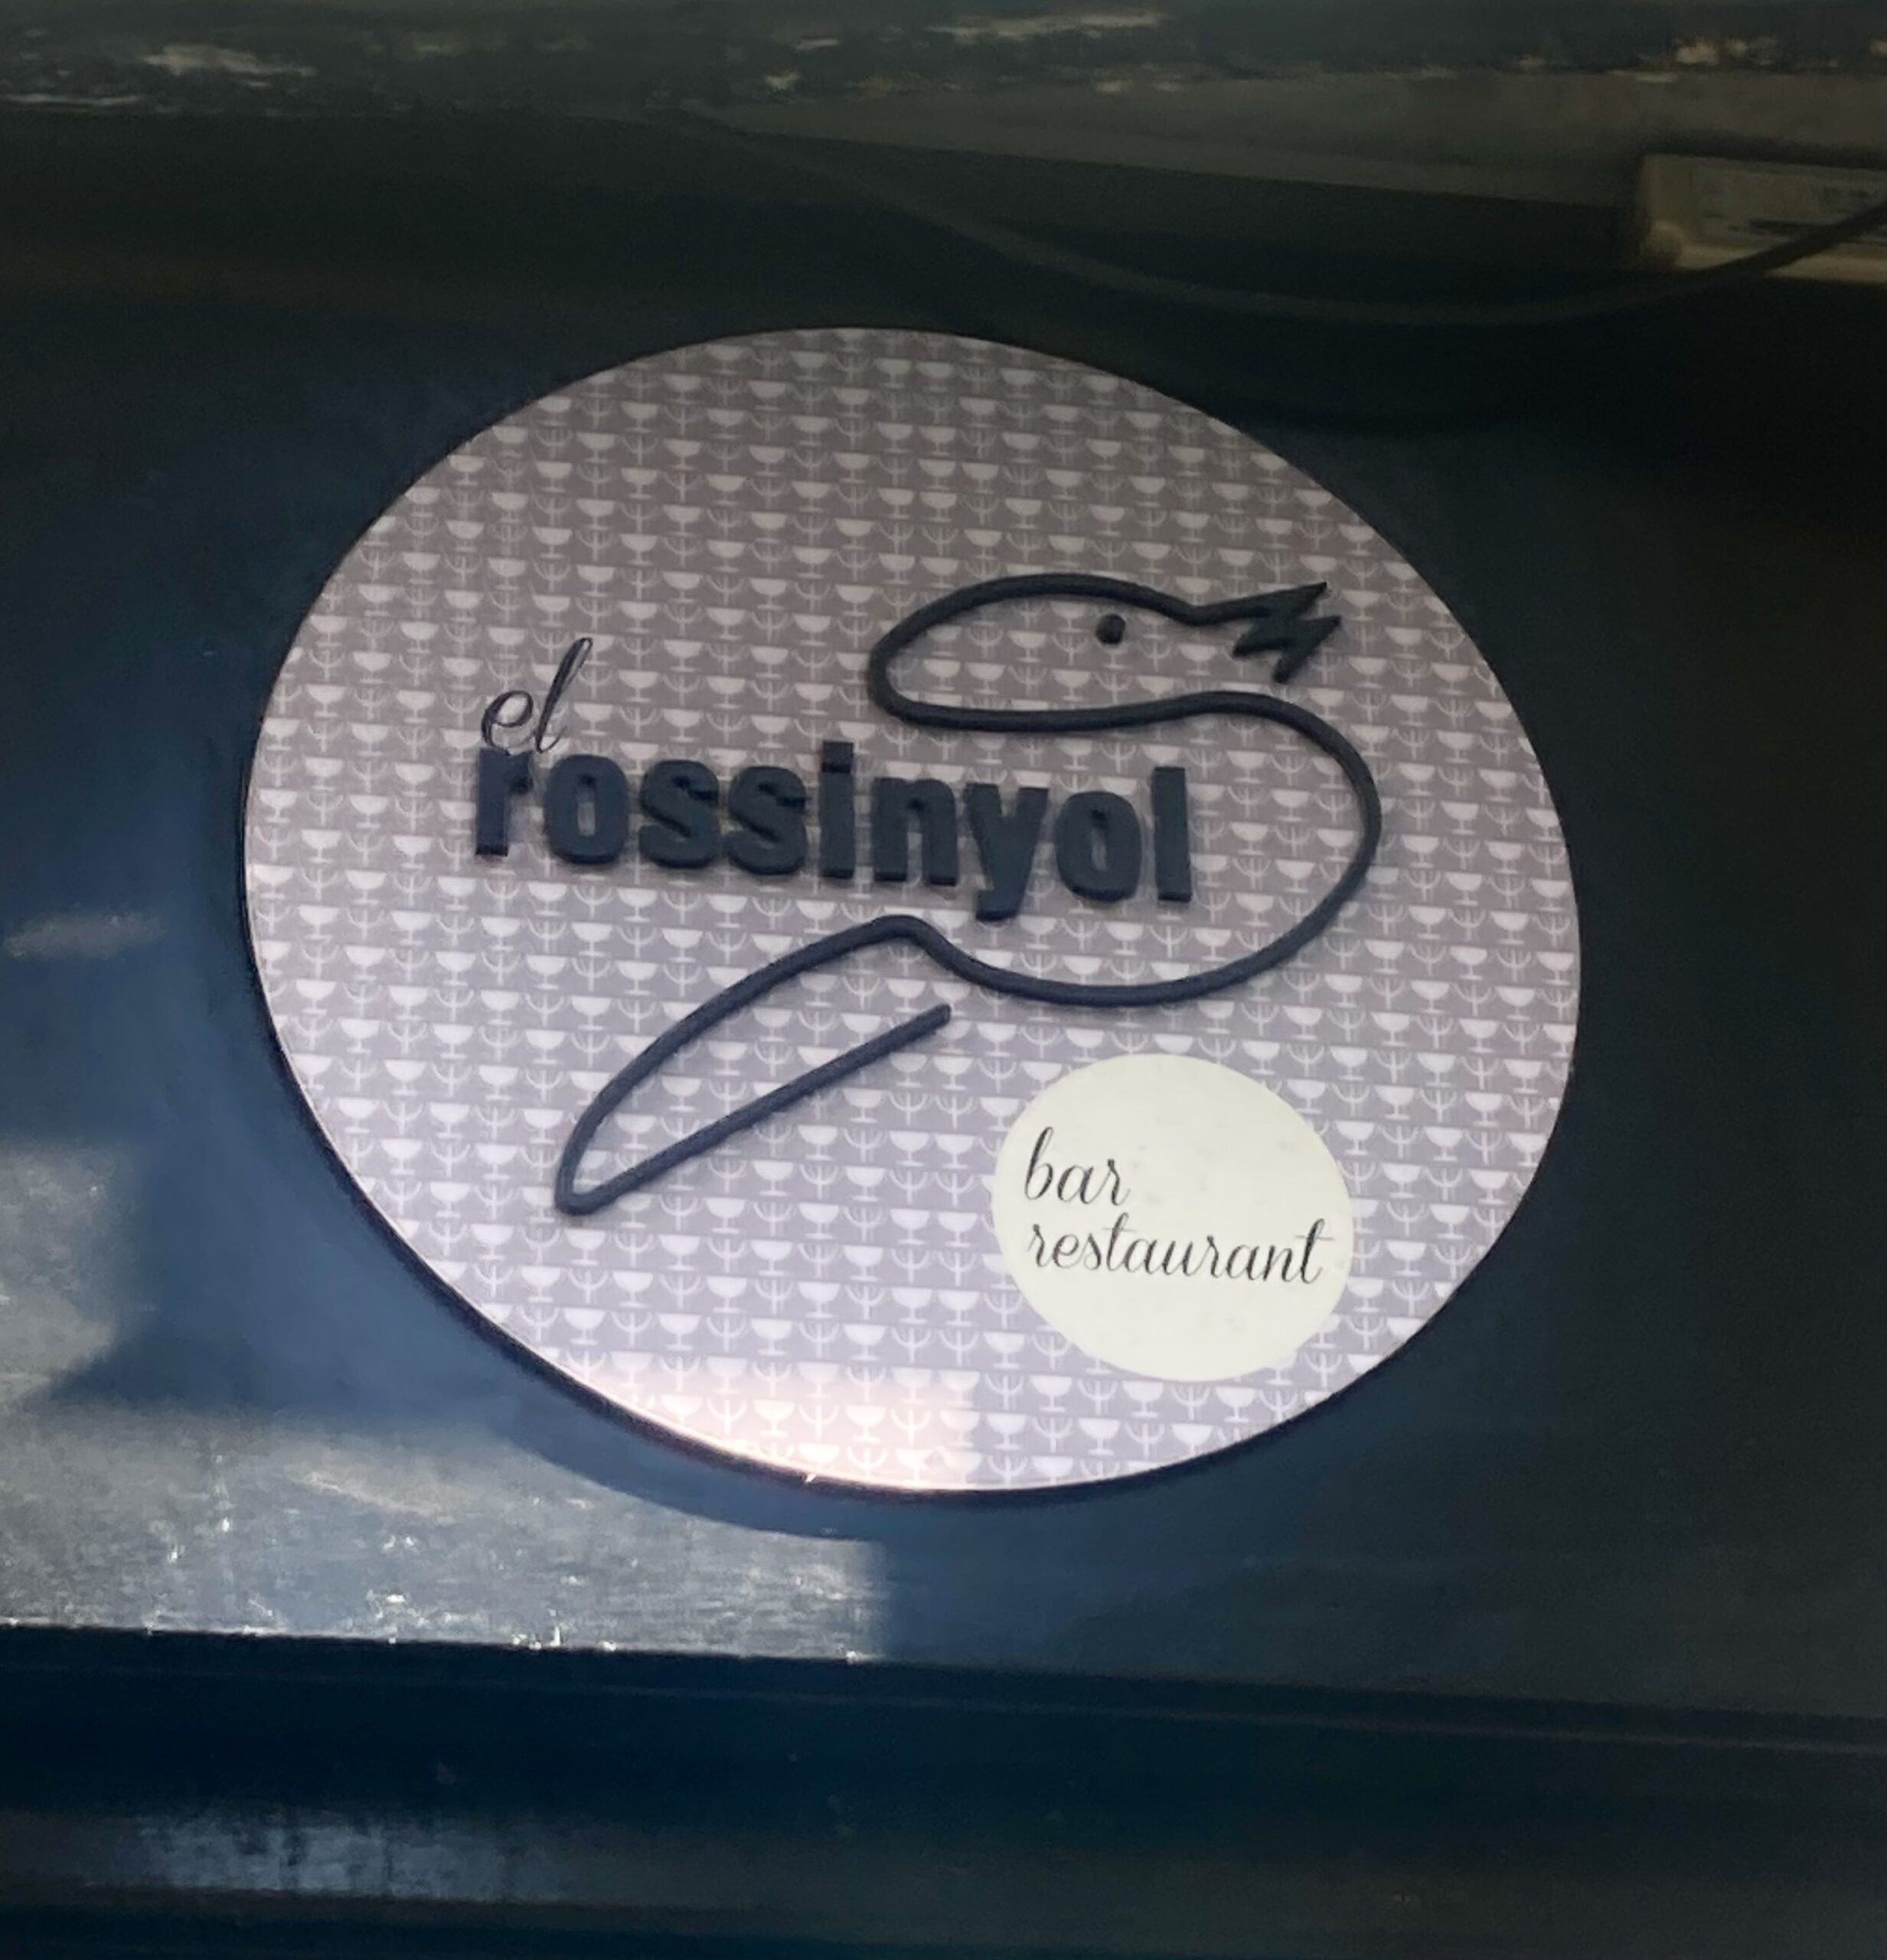 el
rossinyol
bar
restaurant